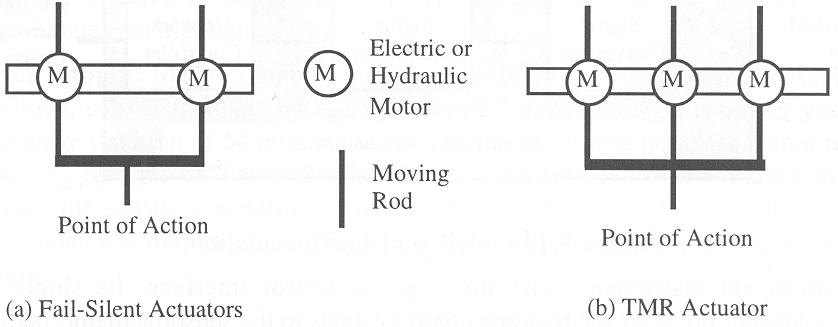 M
M
M
Electric or
Hydraulic
Motor
M
M
M
Moving
Rod
Point of Action
Point of Action
(a) Fail-Silent Actuators
(b) TMR Actuator